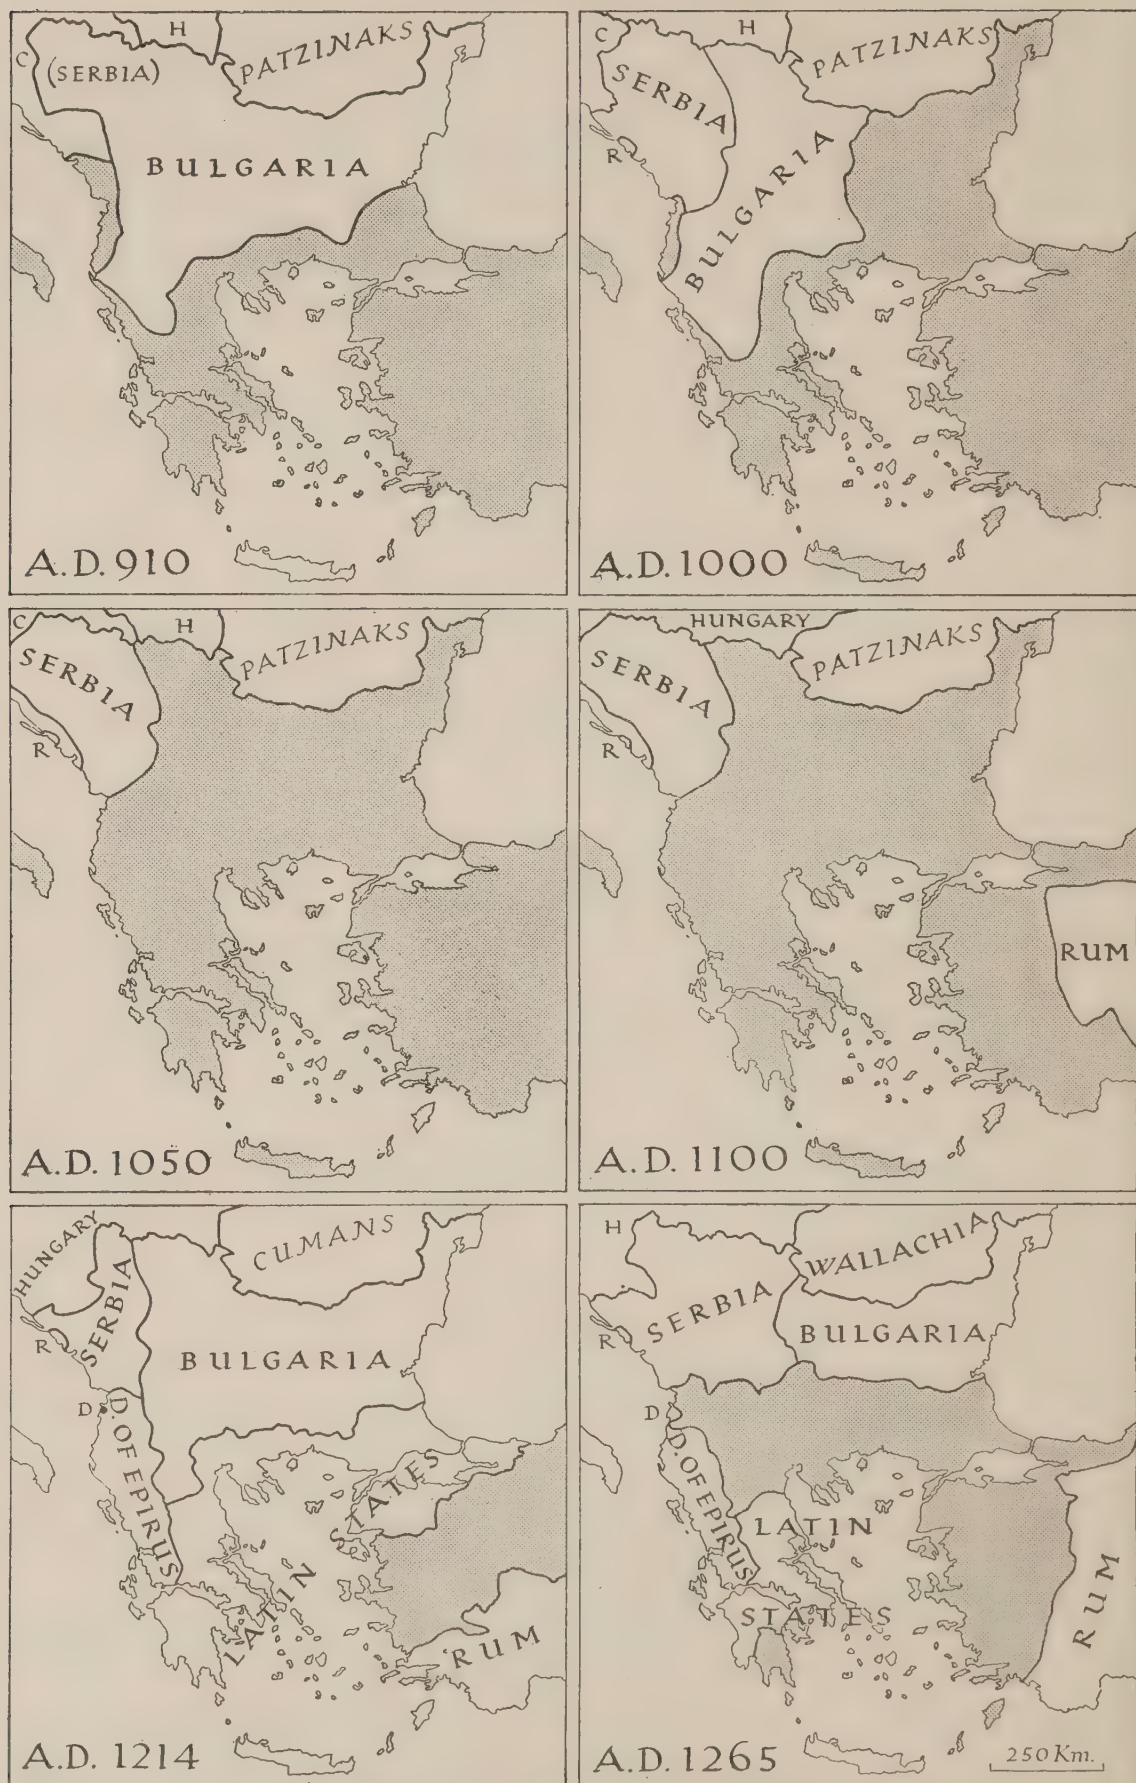 C
H
(SERBIA)
PATZINAKS
BULGARIA
A.D. 910
C
H
SERBIA
PATZINAKS
R
BULGARIA
A.D. 1000
C
H
SERBIA
PATZINAKS
R
A.D. 1050
HUNGARY
SERBIA
PATZINAKS
R
RUM
A.D. 1100
HUNGARY
SERBIA
CUMANS
R
BULGARIA
D
D. OF EPIRUS
LATIN STATES
RUM
A.D. 1214
H
SERBIA
WALLACHIA
R
BULGARIA
D
D. OF EPIRUS
LATIN
STATES
RUM
A.D. 1265
250 Km.